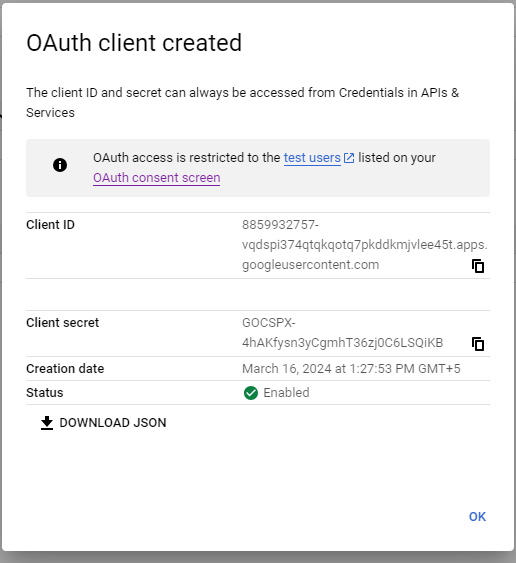 OAuth client created
The client ID and secret can always be accessed from Credentials in APIs &
Services
OAuth access is restricted to the test users listed on your
OAuth consent screen
Client ID
8859932757-
vqdspi374qtqkqotq7pkddkmjvlee45t.apps.
googleusercontent.com
Client secret
GOCSPX-
4hAKfysn3yCgmhT36zj0C6LSQiKB
Creation date
March 16, 2024 at 1:27:53 PM GMT+5
Status
Enabled
DOWNLOAD JSON
OK